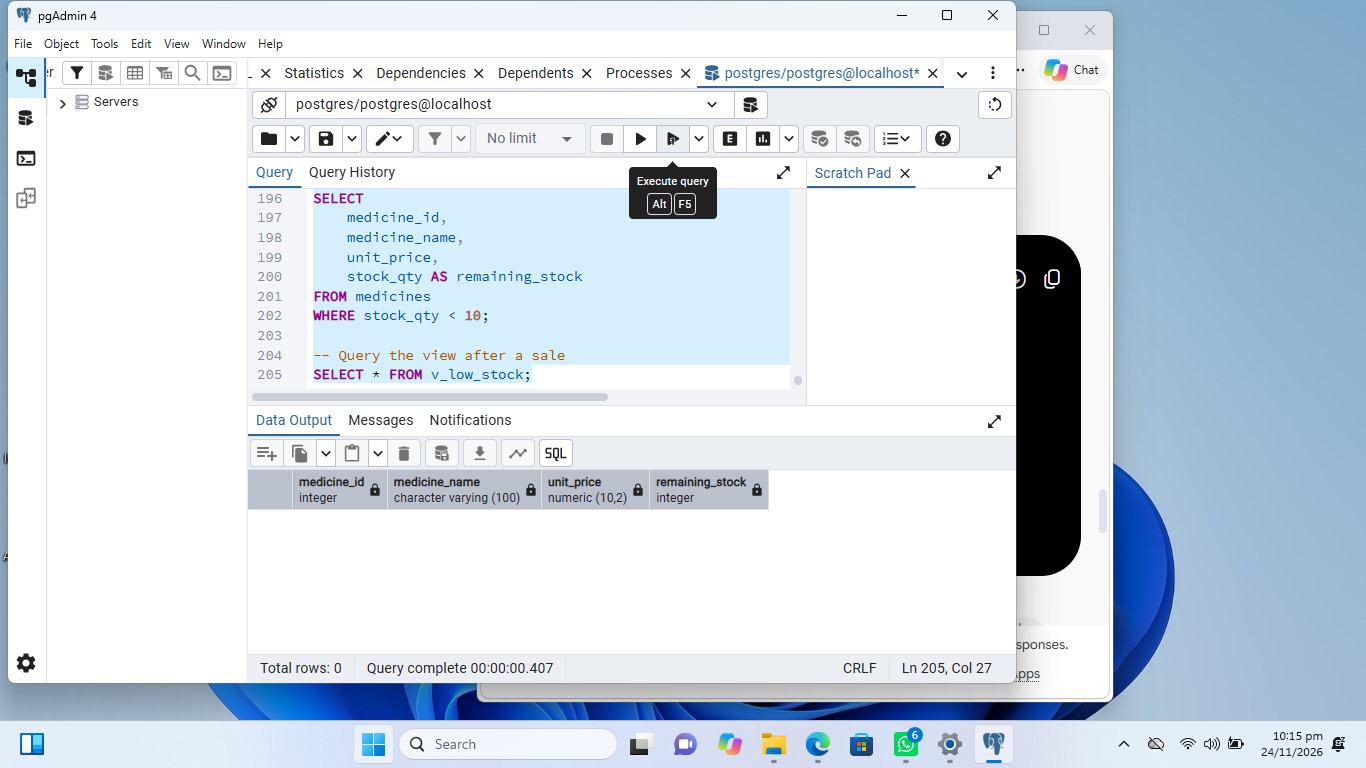 pgAdmin 4
File Object Tools Edit View Window Help
er
Statistics Dependencies Dependents Processes postgres/postgres@localhost*
Servers
postgres/postgres@localhost
No limit
E
Query Query History
Scratch Pad
Execute query
Alt F5
196 SELECT
197 medicine_id,
198 medicine_name,
199 unit_price,
200 stock_qty AS remaining_stock
201 FROM medicines
202 WHERE stock_qty < 10;
203
204 -- Query the view after a sale
205 SELECT * FROM v_low_stock;
Data Output Messages Notifications
SQL
medicine_id medicine_name unit_price remaining_stock
integer character varying (100) numeric (10,2) integer
Total rows: 0 Query complete 00:00:00.407 CRLF Ln 205, Col 27
Chat
sponses.
Apps
Search
6
10:15 pm
24/11/2026